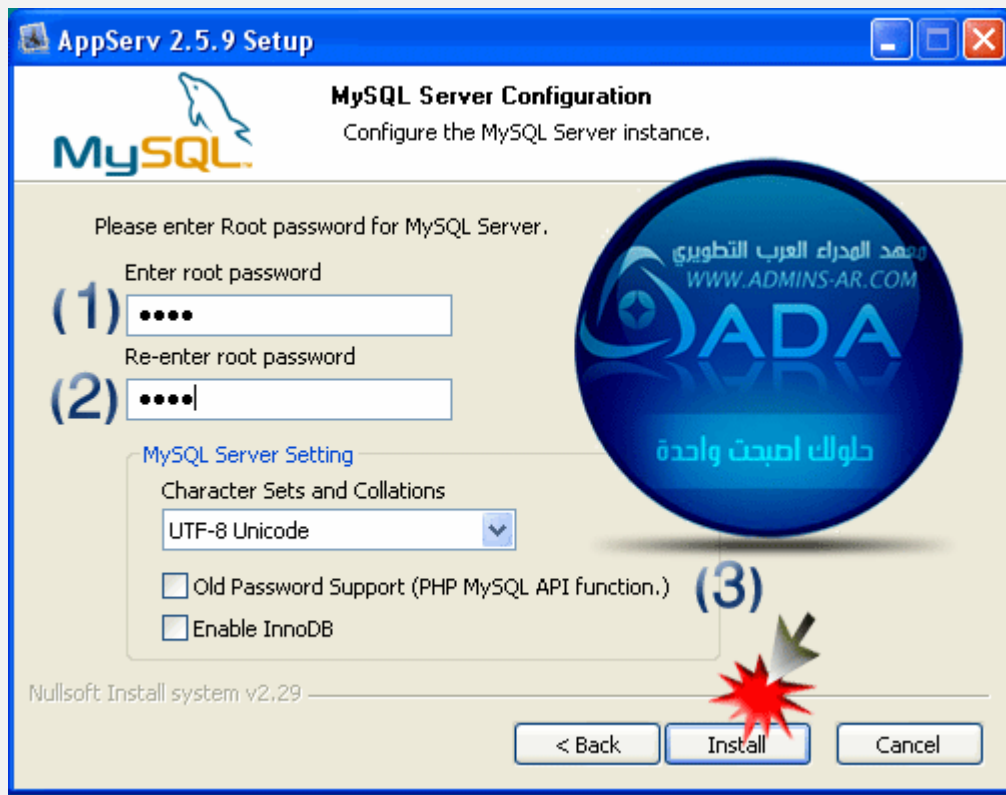 AppServ 2.5.9 Setup
MySQL Server Configuration
Configure the MySQL Server instance.
MySQL
Please enter Root password for MySQL Server.
معهد المدراء العرب التطويري
WWW.ADMINS-AR.COM
ADA
حلولك اصبحت واحدة
Enter root password
(1) ••••
Re-enter root password
(2) ••••
MySQL Server Setting
Character Sets and Collations
UTF-8 Unicode
Old Password Support (PHP MySQL API function.)
(3)
Enable InnoDB
Nullsoft Install system v2.29
< Back
Install
Cancel